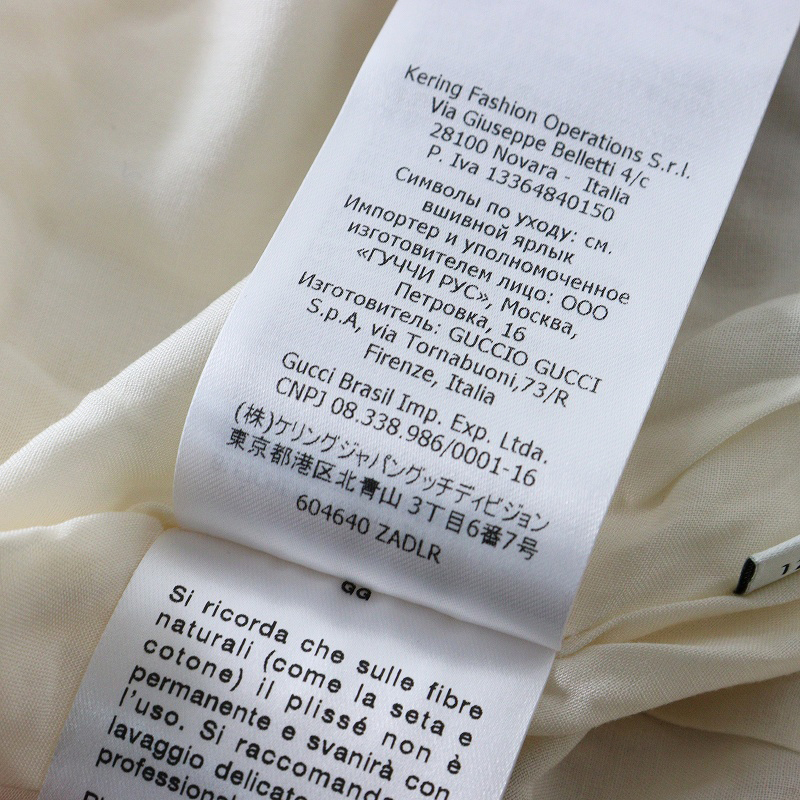 Kering Fashion Operations S.r.l.
Via Giuseppe Belletti 4/c
28100 Novara - Italia
P. Iva 13364840150
Символы по уходу: см.
вшивной ярлык
Импортер и уполномоченное
изготовителем лицо: ООО
«ГУЧЧИ РУС», Москва,
Петровка, 16
Изготовитель: GUCCIO GUCCI
S.p.A, via Tornabuoni,73/R
Firenze, Italia
Gucci Brasil Imp. Exp. Ltda.
CNPJ 08.338.986/0001-16
(株)ケリングジャパングッチディビジョン
東京都港区北青山 3丁目6番7号
604640 ZADLR
GG
Si ricorda che sulle fibre
naturali (come la seta e
cotone) il plissé non è
permanente e svanirà con
l'uso. Si raccomanda
lavaggio delicato
professional